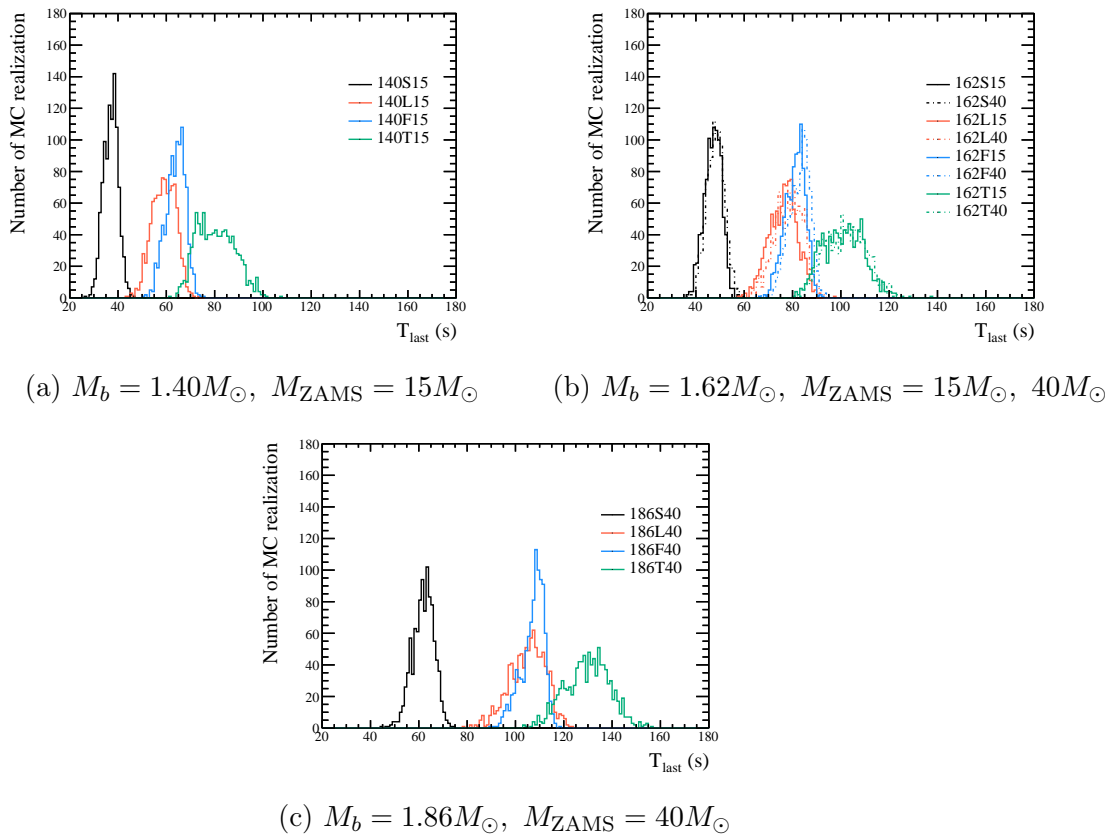 Number of MC realization
180
160
140
120
100
80
60
40
20
0
140S15
140L15
140F15
140T15
20 40 60 80 100 120 140 160 180
T_last (s)
(a) M_b = 1.40M_⊙, M_ZAMS = 15M_⊙
Number of MC realization
180
160
140
120
100
80
60
40
20
0
162S15
162S40
162L15
162L40
162F15
162F40
162T15
162T40
20 40 60 80 100 120 140 160 180
T_last (s)
(b) M_b = 1.62M_⊙, M_ZAMS = 15M_⊙, 40M_⊙
Number of MC realization
180
160
140
120
100
80
60
40
20
0
186S40
186L40
186F40
186T40
20 40 60 80 100 120 140 160 180
T_last (s)
(c) M_b = 1.86M_⊙, M_ZAMS = 40M_⊙